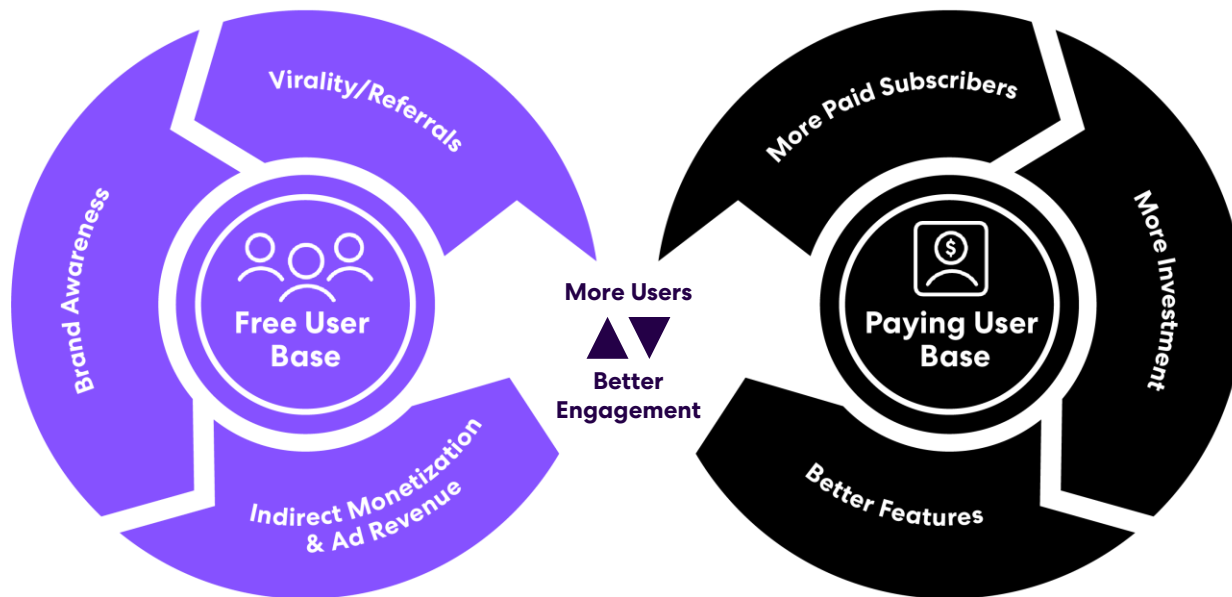 Virality/Referrals
Brand Awareness
Free User
Base
Indirect Monetization
& Ad Revenue
More Users
Better
Engagement
More Paid Subscribers
More Investment
$
Paying User
Base
Better Features